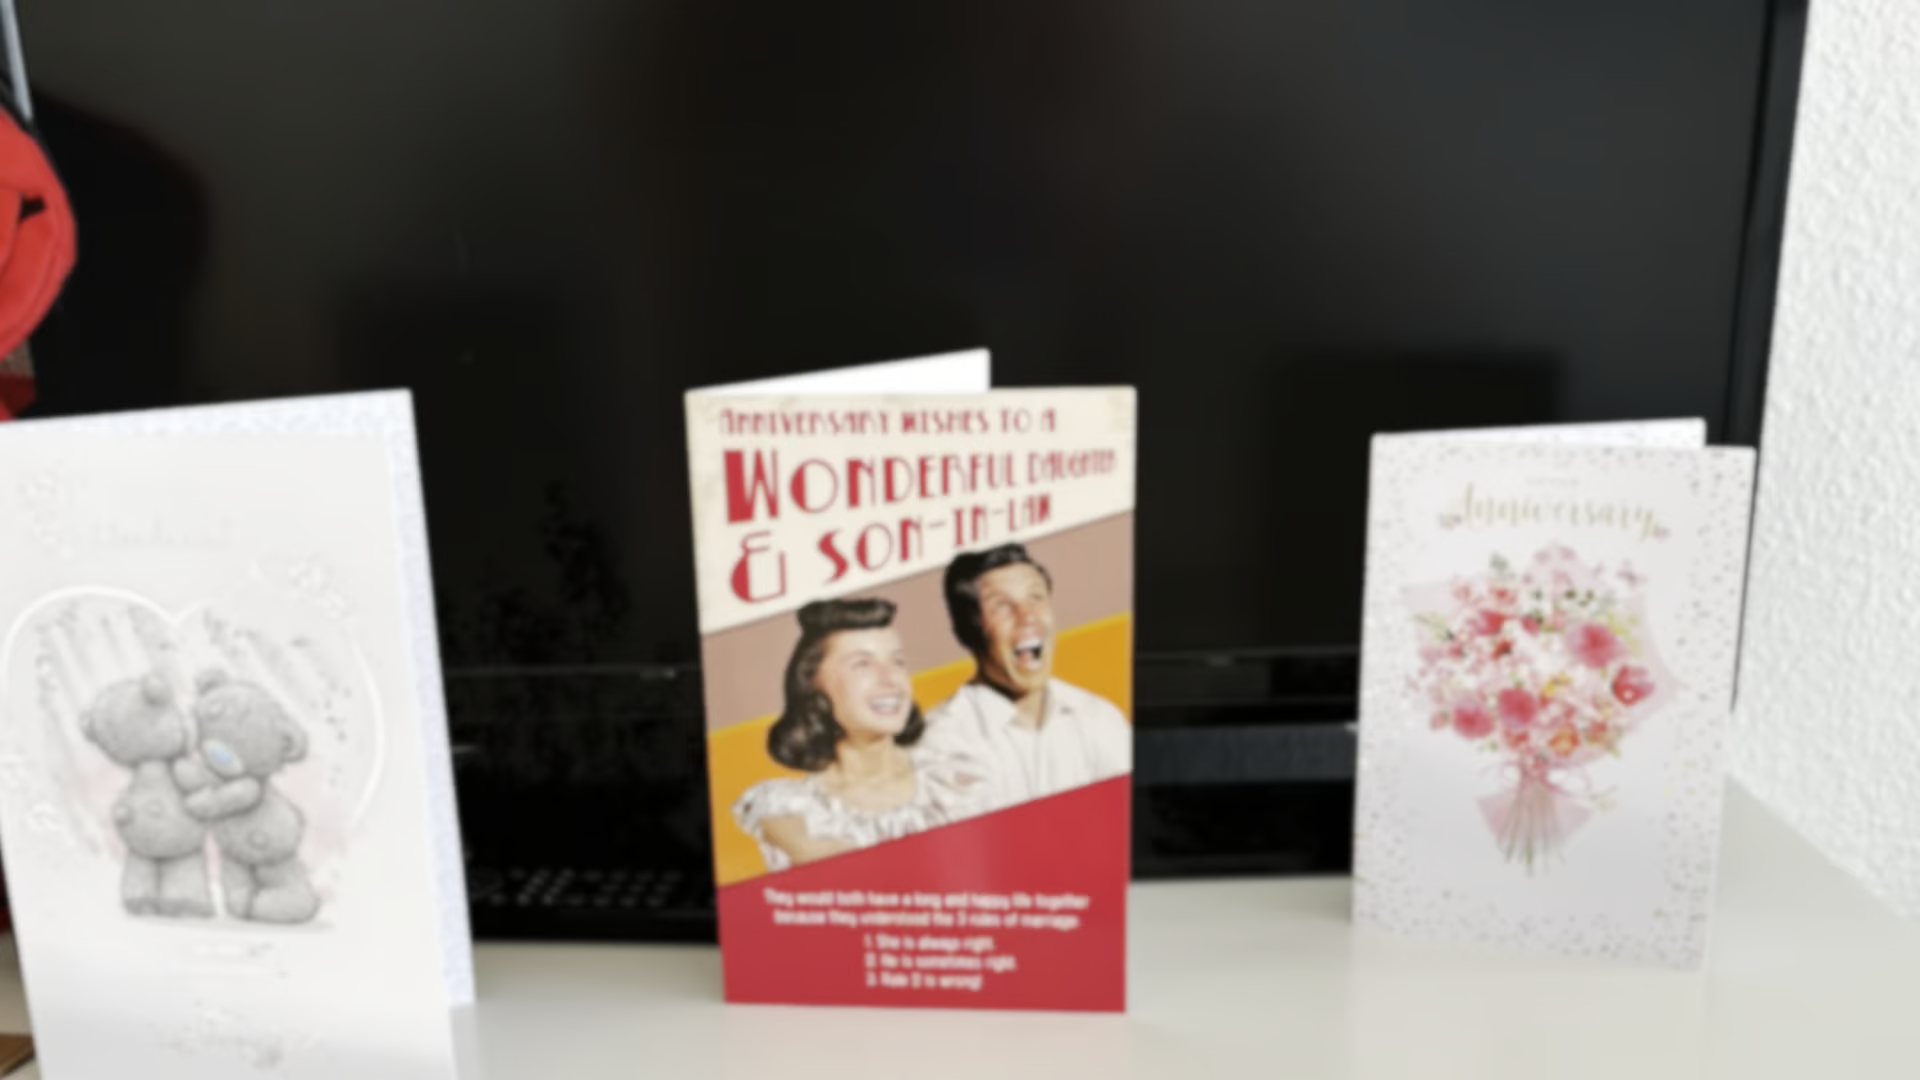 ANNIVERSARY WISHES TO A
WONDERFUL DAUGHTER
& SON-IN-LAW
They would both have a long and happy life together
because they understood the 3 rules of marriage:
1. She is always right.
2. He is sometimes right.
3. Rule 2 is wrong!
Anniversary